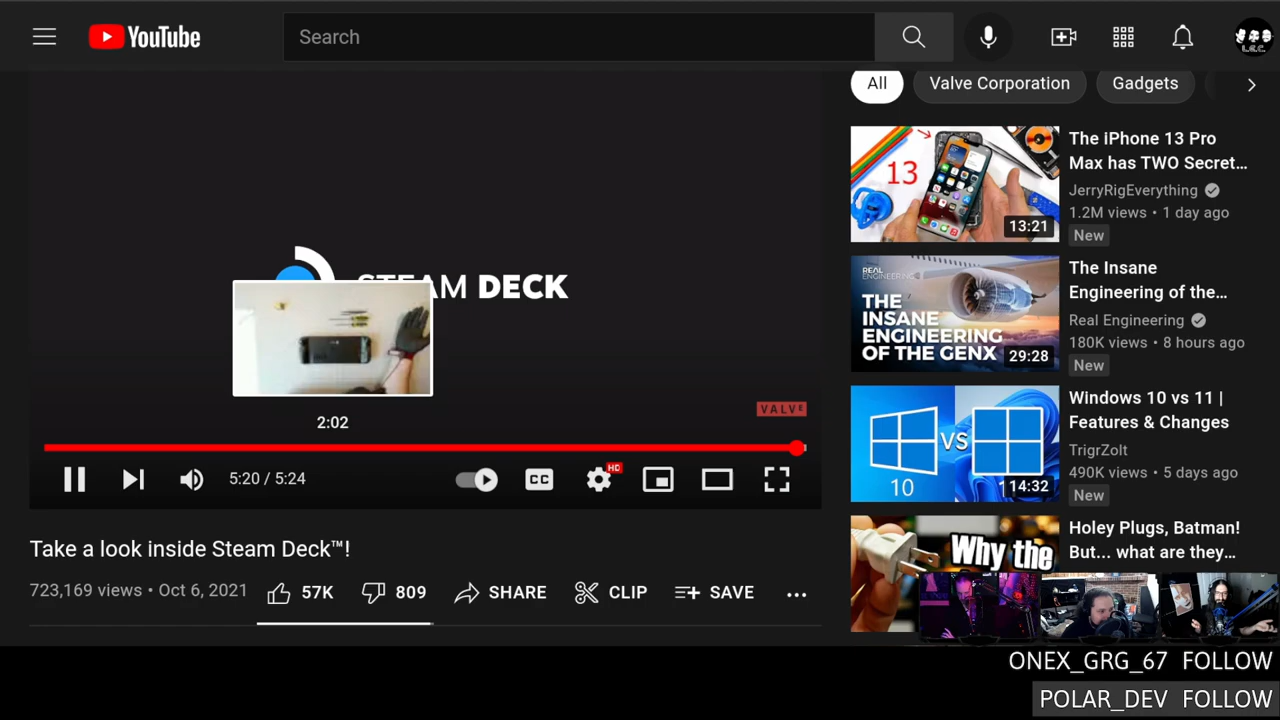 YouTube
Search
All
Valve Corporation
Gadgets
STEAM DECK
2:02
VALVE
5:20 / 5:24
CC
HD
Take a look inside Steam Deck™!
723,169 views • Oct 6, 2021
57K
809
SHARE
CLIP
SAVE
13
13:21
The iPhone 13 Pro
Max has TWO Secret…
JerryRigEverything
1.2M views • 1 day ago
New
REAL
ENGINEERING
THE
INSANE
ENGINEERING
OF THE GENX
29:28
The Insane
Engineering of the…
Real Engineering
180K views • 8 hours ago
New
10
VS
14:32
Windows 10 vs 11 |
Features & Changes
TrigrZolt
490K views • 5 days ago
New
Why the
Holey Plugs, Batman!
But... what are they…
ONEX_GRG_67 FOLLOW
POLAR_DEV FOLLOW